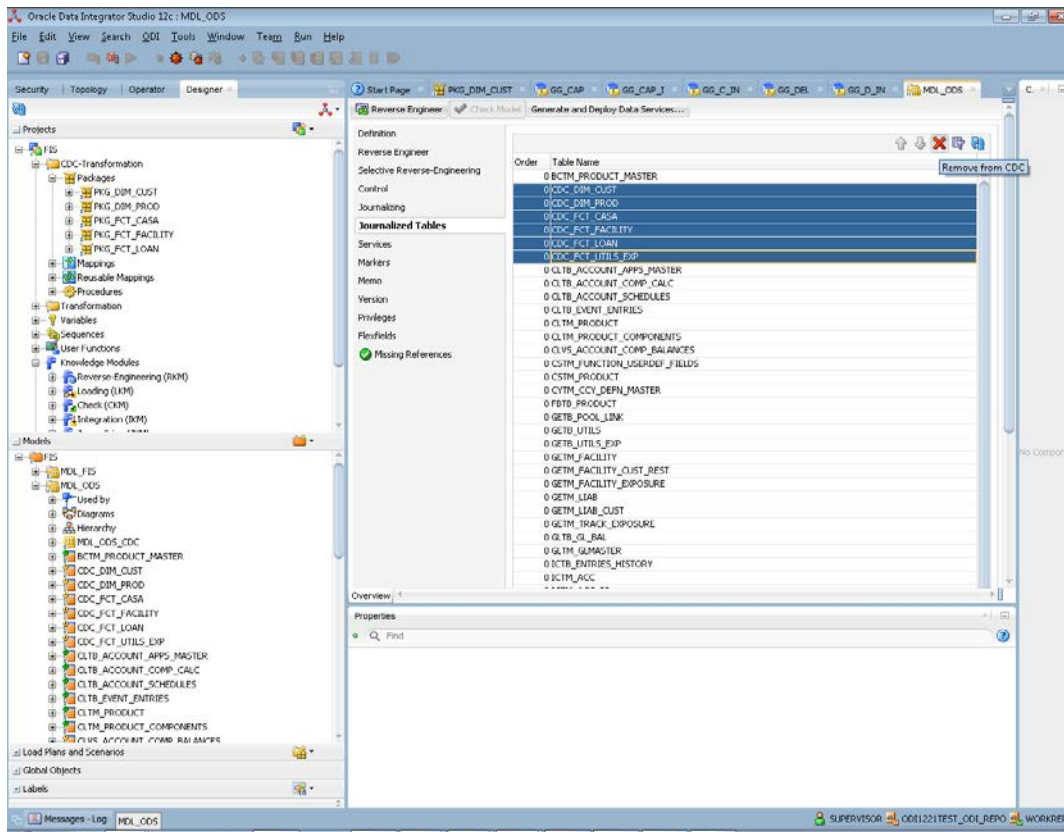 Oracle Data Integrator Studio 12c : MDL_ODS
File Edit View Search ODI Tools Window Team Run Help
Security Topology Operator Designer
Projects
FIS
CDC-Transformation
Packages
PKG_DIM_CUST
PKG_DIM_PROD
PKG_FCT_CASA
PKG_FCT_FACILITY
PKG_FCT_LOAN
Mappings
Reusable Mappings
Procedures
Transformation
Variables
Sequences
User Functions
Knowledge Modules
Reverse-Engineering (RKM)
Loading (LKM)
Check (CKM)
Integration (IKM)
Models
FIS
MDL_FIS
MDL_ODS
Used by
Diagrams
Hierarchy
MDL_ODS_CDC
BCTM_PRODUCT_MASTER
CDC_DIM_CUST
CDC_DIM_PROD
CDC_FCT_CASA
CDC_FCT_FACILITY
CDC_FCT_LOAN
CDC_FCT_UTILS_EXP
CLTB_ACCOUNT_APPS_MASTER
CLTB_ACCOUNT_COMP_CALC
CLTB_ACCOUNT_SCHEDULES
CLTB_EVENT_ENTRIES
CLTM_PRODUCT
CLTM_PRODUCT_COMPONENTS
CLVS_ACCOUNT_COMP_BALANCES
Load Plans and Scenarios
Global Objects
Labels
Start Page PKG_DIM_CUST GG_CAP GG_CAP_I GG_C_IN GG_DEL GG_D_IN MDL_ODS C.
Reverse Engineer Check Model Generate and Deploy Data Services...
Definition
Reverse Engineer
Selective Reverse-Engineering
Control
Journalizing
Journalized Tables
Services
Markers
Memo
Version
Privileges
Flexfields
Missing References
Remove from CDC
Order Table Name
0 BCTM_PRODUCT_MASTER
0 CDC_DIM_CUST
0 CDC_DIM_PROD
0 CDC_FCT_CASA
0 CDC_FCT_FACILITY
0 CDC_FCT_LOAN
0 CDC_FCT_UTILS_EXP
0 CLTB_ACCOUNT_APPS_MASTER
0 CLTB_ACCOUNT_COMP_CALC
0 CLTB_ACCOUNT_SCHEDULES
0 CLTB_EVENT_ENTRIES
0 CLTM_PRODUCT
0 CLTM_PRODUCT_COMPONENTS
0 CLVS_ACCOUNT_COMP_BALANCES
0 CSTM_FUNCTION_USERDEF_FIELDS
0 CSTM_PRODUCT
0 CYTM_CCY_DEFN_MASTER
0 FBTB_PRODUCT
0 GETB_POOL_LINK
0 GETB_UTILS
0 GETB_UTILS_EXP
0 GETM_FACILITY
0 GETM_FACILITY_CUST_REST
0 GETM_FACILITY_EXPOSURE
0 GETM_LIAB
0 GETM_LIAB_CUST
0 GETM_TRACK_EXPOSURE
0 GLTB_GL_BAL
0 GLTM_GLMASTER
0 ICTB_ENTRIES_HISTORY
0 ICTM_ACC
Overview
No Compon
Properties
Find
Messages - Log MDL_ODS
SUPERVISOR ODI1221TEST_ODI_REPO WORKRE